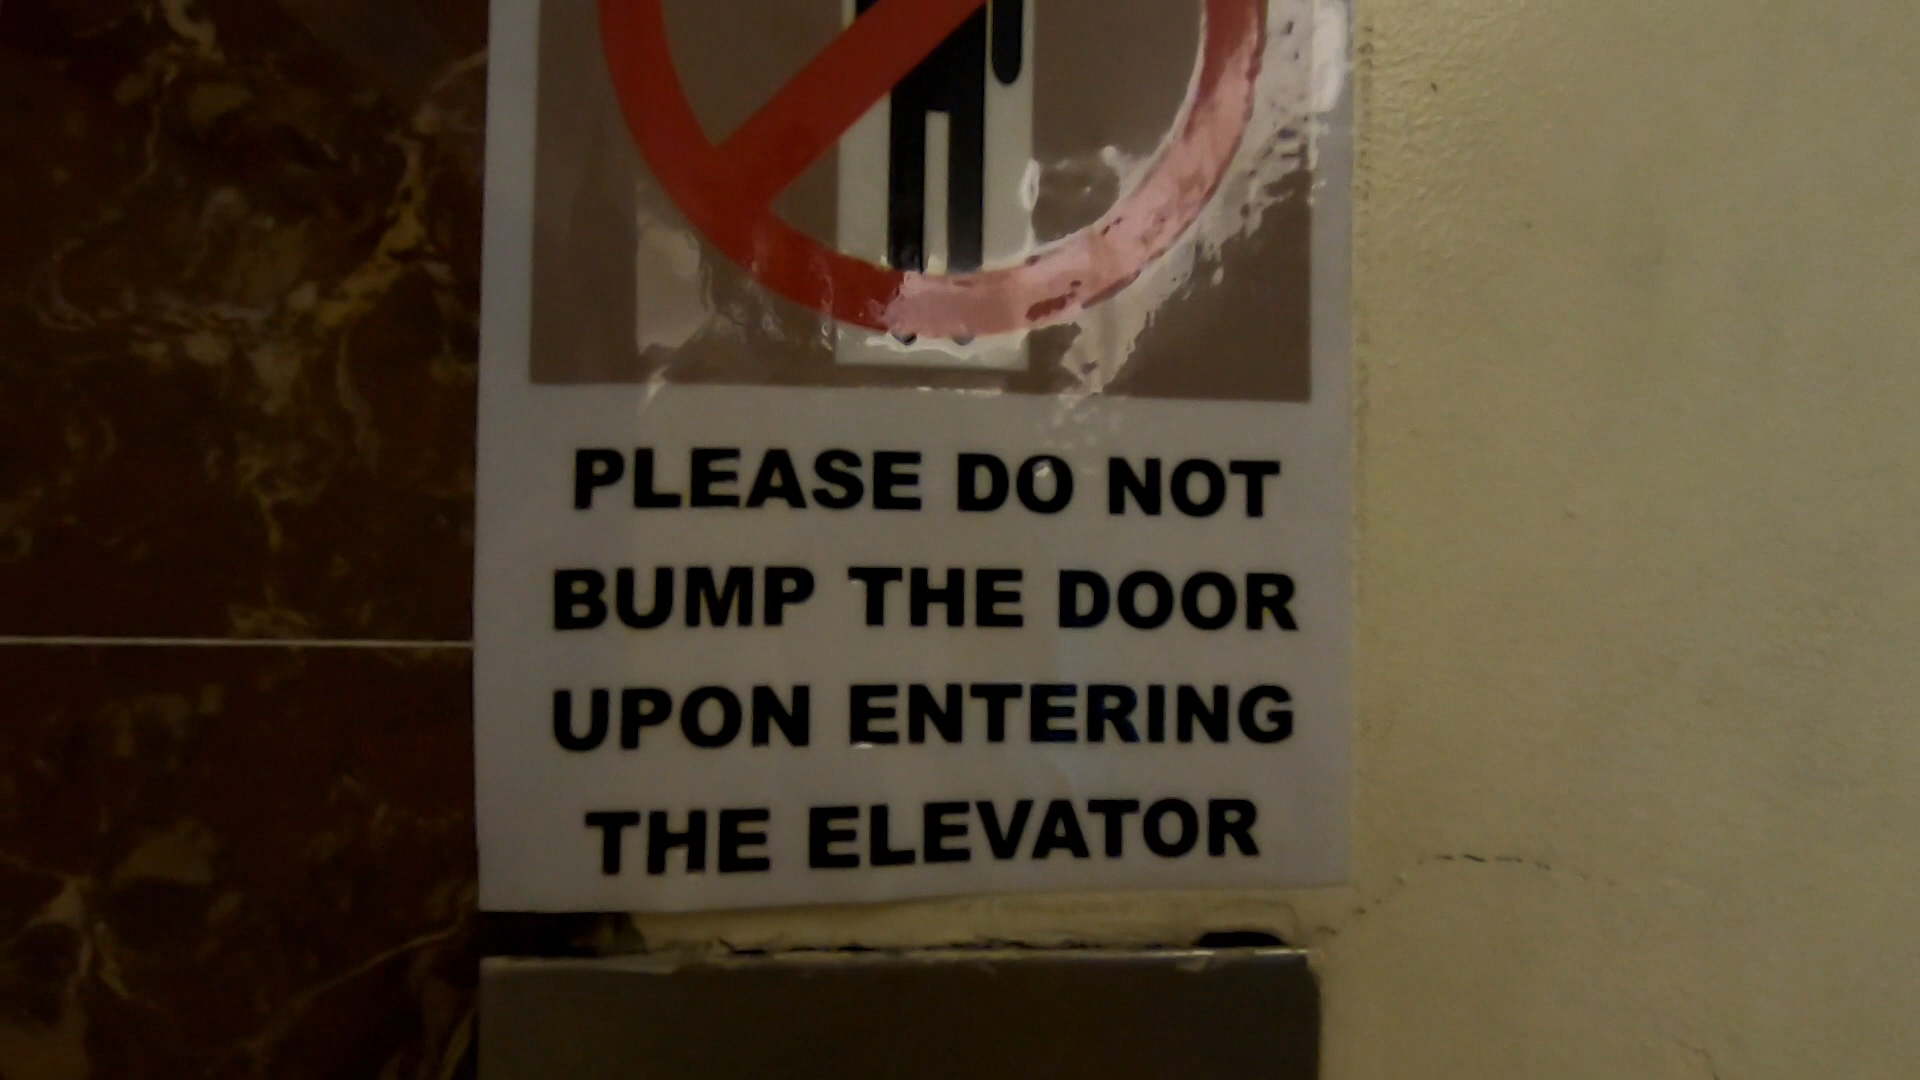 PLEASE DO NOT
BUMP THE DOOR
UPON ENTERING
THE ELEVATOR